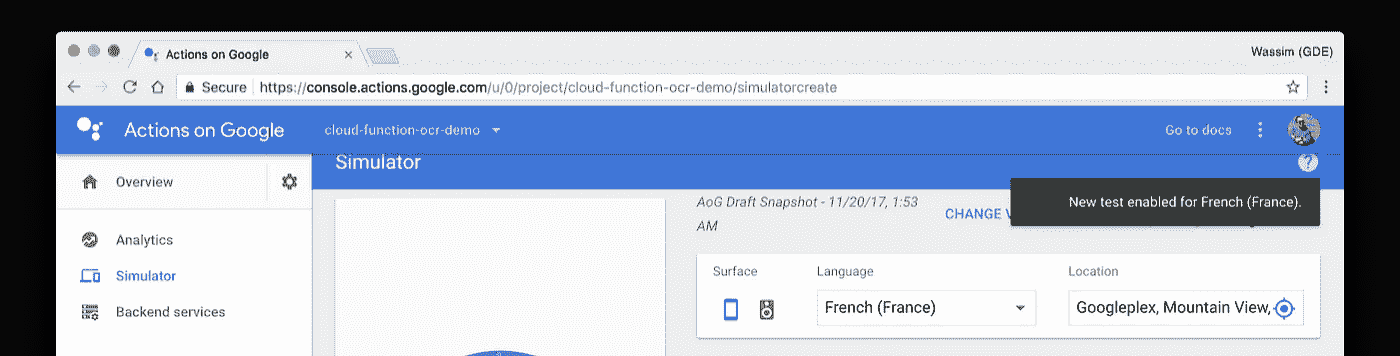 Actions on Google
Wassim (GDE)
Secure https://console.actions.google.com/u/0/project/cloud-function-ocr-demo/simulatorcreate
Actions on Google cloud-function-ocr-demo Go to docs
Overview
Simulator
?
Analytics
Simulator
Backend services
AoG Draft Snapshot - 11/20/17, 1:53
AM
CHANGE
New test enabled for French (France).
Surface Language Location
French (France) Googleplex, Mountain View,